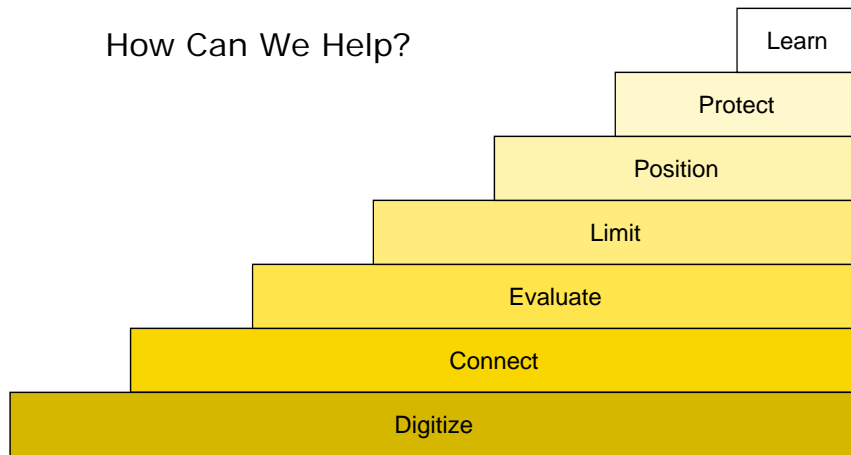 How Can We Help?
Learn
Protect
Position
Limit
Evaluate
Connect
Digitize